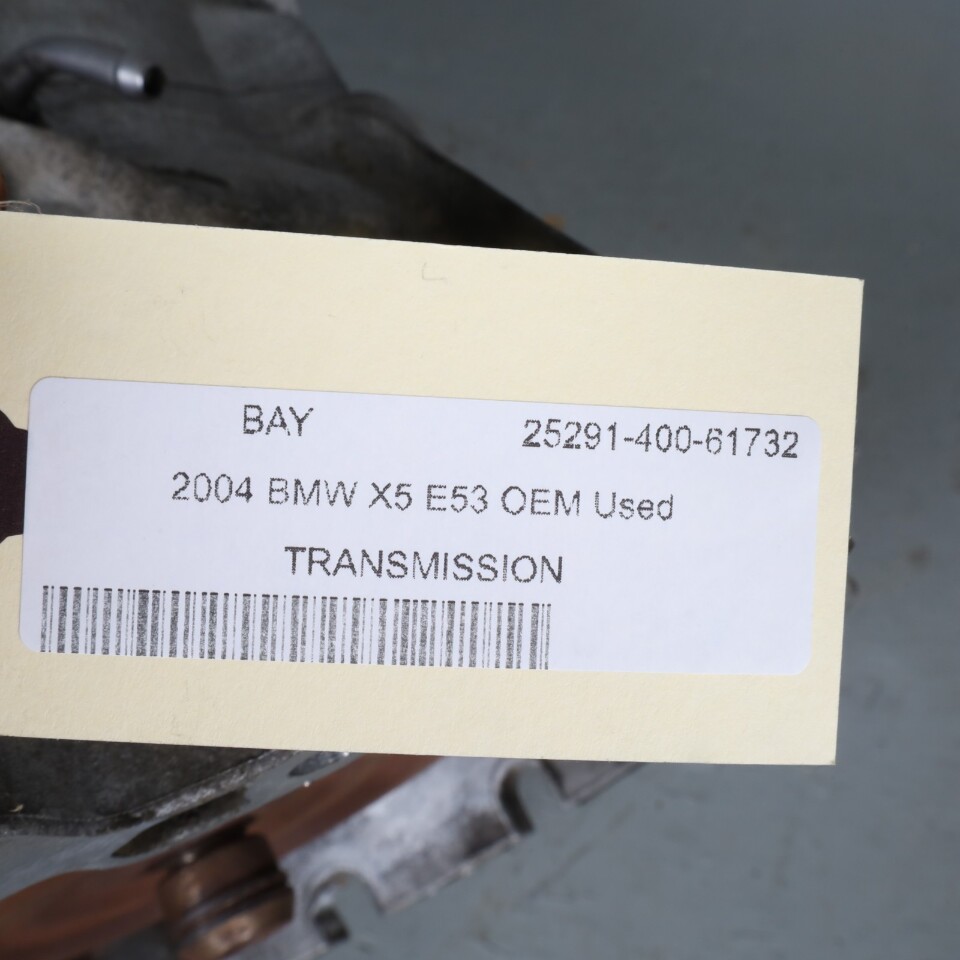 BAY 25291-400-61732
2004 BMW X5 E53 OEM Used
TRANSMISSION